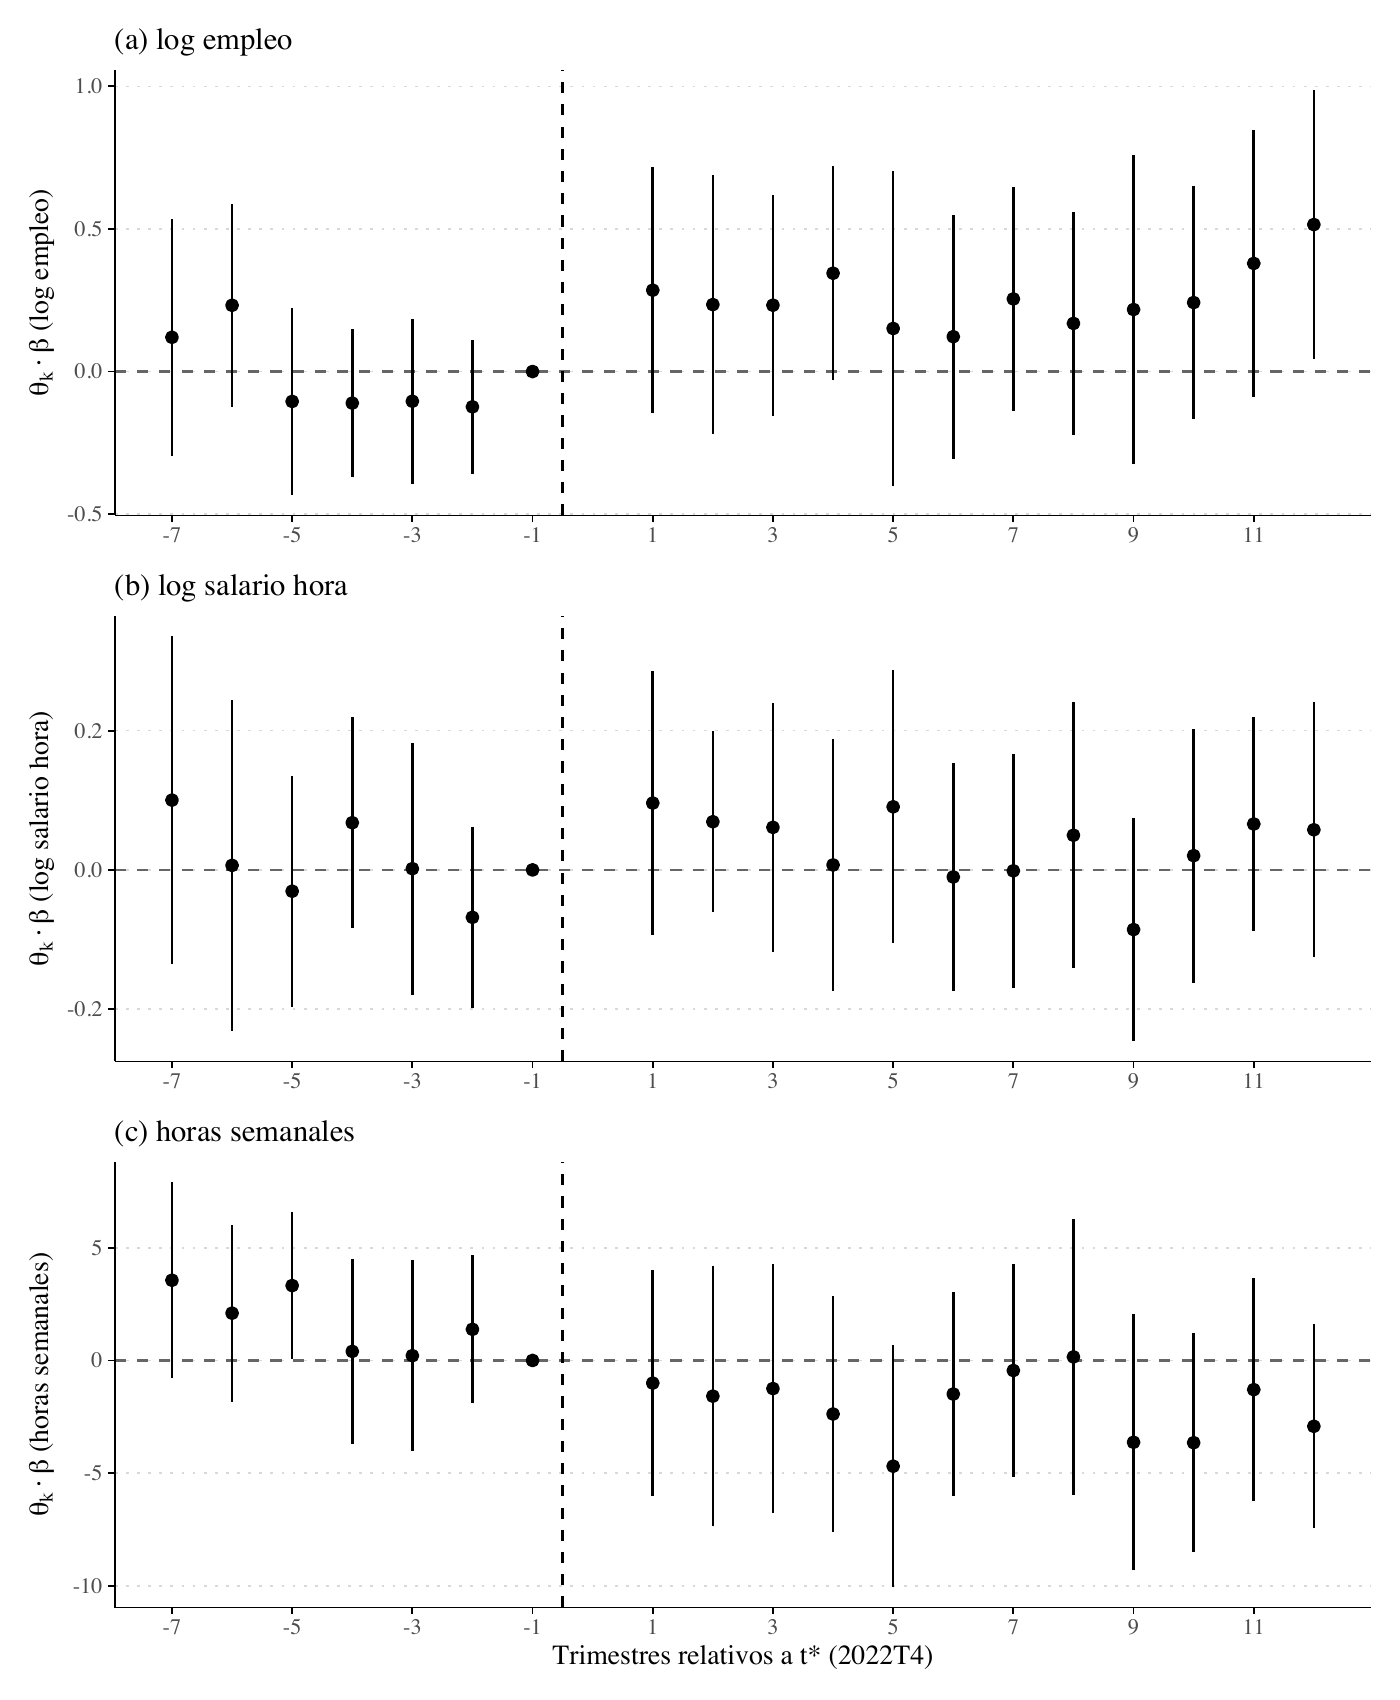 (a) log empleo
θk · β (log empleo)
1.0
0.5
0.0
-0.5
-7 -5 -3 -1 1 3 5 7 9 11
(b) log salario hora
θk · β (log salario hora)
0.2
0.0
-0.2
-7 -5 -3 -1 1 3 5 7 9 11
(c) horas semanales
θk · β (horas semanales)
5
0
-5
-10
-7 -5 -3 -1 1 3 5 7 9 11
Trimestres relativos a t* (2022T4)